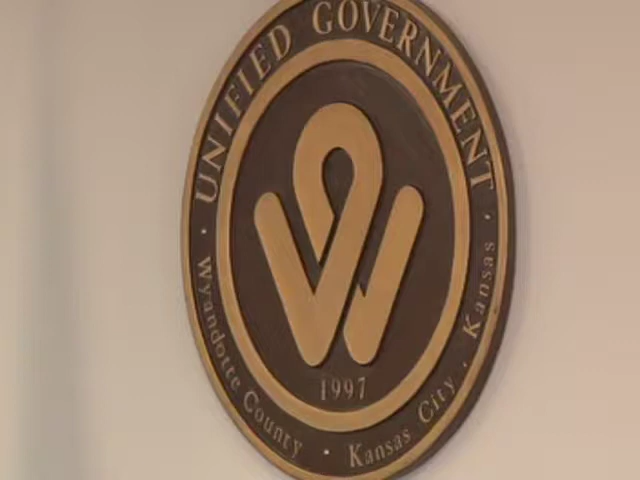 UNIFIED GOVERNMENT
1997
Wyandotte County · Kansas City · Kansas